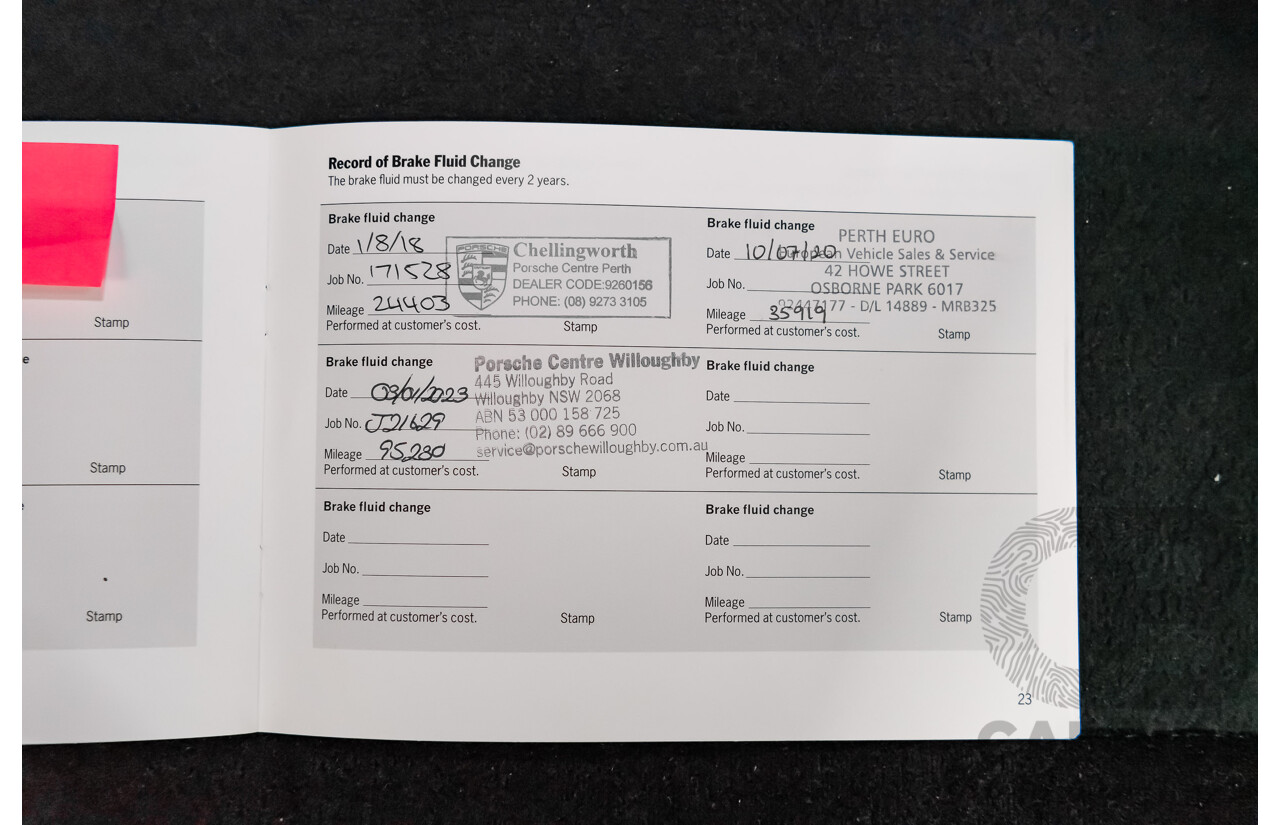 Record of Brake Fluid Change
The brake fluid must be changed every 2 years.
Brake fluid change
Date 1/8/18
Job No. 171528
Mileage 24403
Performed at customer's cost.
Stamp
PORSCHE
Chellingworth
Porsche Centre Perth
DEALER CODE:9260156
PHONE: (08) 9273 3105
Brake fluid change
Date 10/07/20
Job No.
Mileage 35919
Performed at customer's cost.
Stamp
PERTH EURO
European Vehicle Sales & Service
42 HOWE STREET
OSBORNE PARK 6017
177 - D/L 14889 - MRB325
Brake fluid change
Date 03/01/2023
Job No. J21629
Mileage 95280
Performed at customer's cost.
Stamp
Porsche Centre Willoughby
445 Willoughby Road
Willoughby NSW 2068
ABN 53 000 158 725
Phone: (02) 89 666 900
service@porschewilloughby.com.au
Brake fluid change
Date
Job No.
Mileage
Performed at customer's cost.
Stamp
Brake fluid change
Date
Job No.
Mileage
Performed at customer's cost.
Stamp
Brake fluid change
Date
Job No.
Mileage
Performed at customer's cost.
Stamp
23
Stamp
Stamp
Stamp